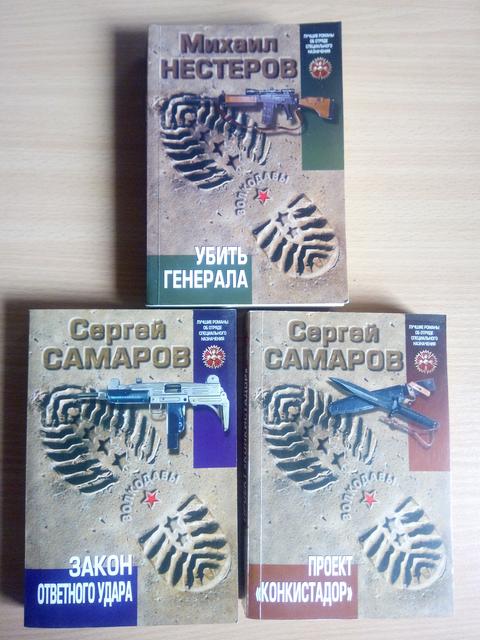 Михаил
НЕСТЕРОВ
ЛУЧШИЕ РОМАНЫ
ОБ ОТРЯДЕ
СПЕЦИАЛЬНОГО
НАЗНАЧЕНИЯ
ВОЛКОДАВЫ
УБИТЬ
ГЕНЕРАЛА
Сергей
САМАРОВ
ЛУЧШИЕ РОМАНЫ
ОБ ОТРЯДЕ
СПЕЦИАЛЬНОГО
НАЗНАЧЕНИЯ
ВОЛКОДАВЫ
ЗАКОН
ОТВЕТНОГО УДАРА
Сергей
САМАРОВ
ЛУЧШИЕ РОМАНЫ
ОБ ОТРЯДЕ
СПЕЦИАЛЬНОГО
НАЗНАЧЕНИЯ
ВОЛКОДАВЫ
ПРОЕКТ
«КОНКИСТАДОР»